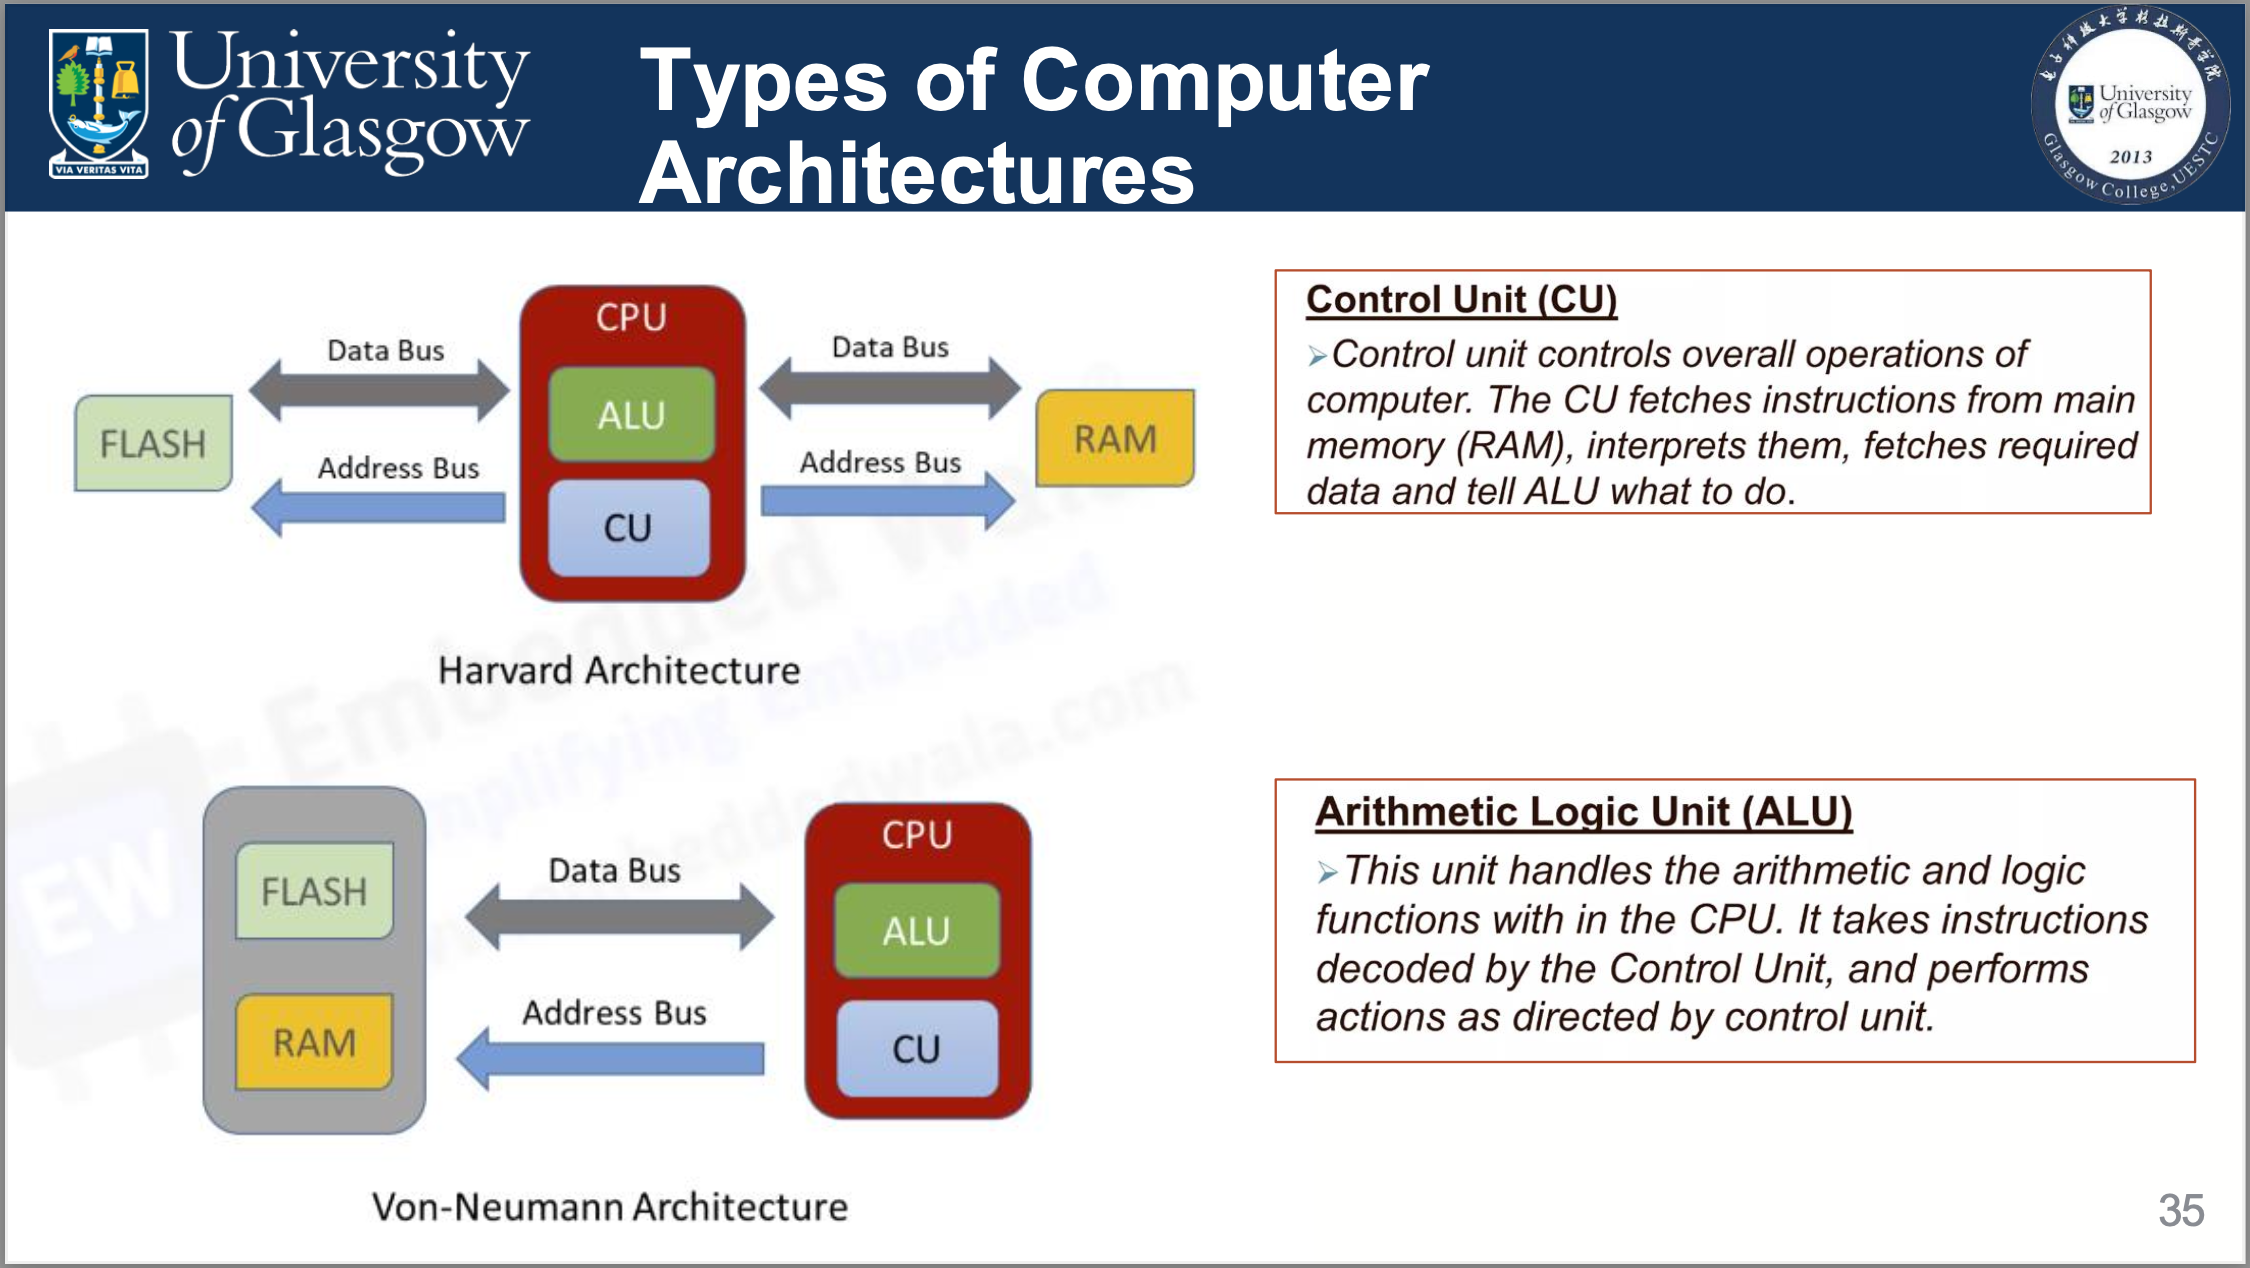 University
of Glasgow
VIA VERITAS VITA
Types of Computer
Architectures
电子科技大学格拉斯哥学院
University
of Glasgow
2013
Glasgow College, UESTC
CPU
Data Bus
Data Bus
ALU
FLASH
RAM
Address Bus
Address Bus
CU
Harvard Architecture
Control Unit (CU)
➢Control unit controls overall operations of
computer. The CU fetches instructions from main
memory (RAM), interprets them, fetches required
data and tell ALU what to do.
Embedded Wala
Simplifying Embedded
www.embeddedwala.com
EW
CPU
Data Bus
FLASH
ALU
Address Bus
RAM
CU
Von-Neumann Architecture
Arithmetic Logic Unit (ALU)
➢This unit handles the arithmetic and logic
functions with in the CPU. It takes instructions
decoded by the Control Unit, and performs
actions as directed by control unit.
35